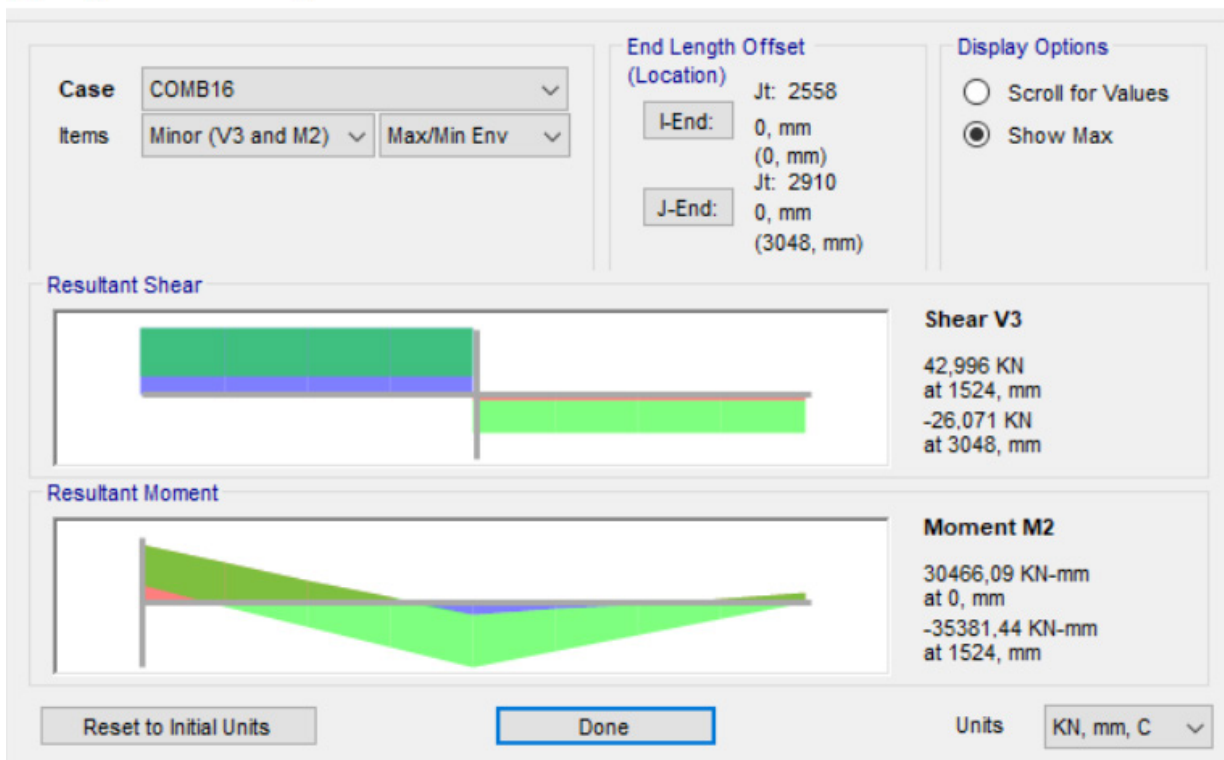 Case
COMB16
Items
Minor (V3 and M2)
Max/Min Env
End Length Offset
(Location)
I-End:
Jt: 2558
0, mm
(0, mm)
J-End:
Jt: 2910
0, mm
(3048, mm)
Display Options
Scroll for Values
Show Max
Resultant Shear
Shear V3
42,996 KN
at 1524, mm
-26,071 KN
at 3048, mm
Resultant Moment
Moment M2
30466,09 KN-mm
at 0, mm
-35381,44 KN-mm
at 1524, mm
Reset to Initial Units
Done
Units
KN, mm, C